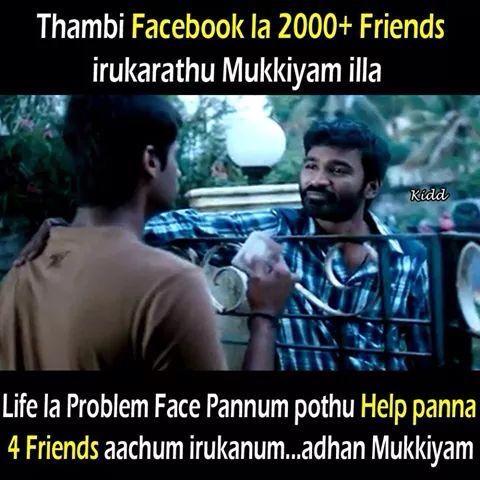 Thambi Facebook la 2000+ Friends
irukarathu Mukkiyam illa
Kidd
Life la Problem Face Pannum pothu Help panna
4 Friends aachum irukanum...adhan Mukkiyam